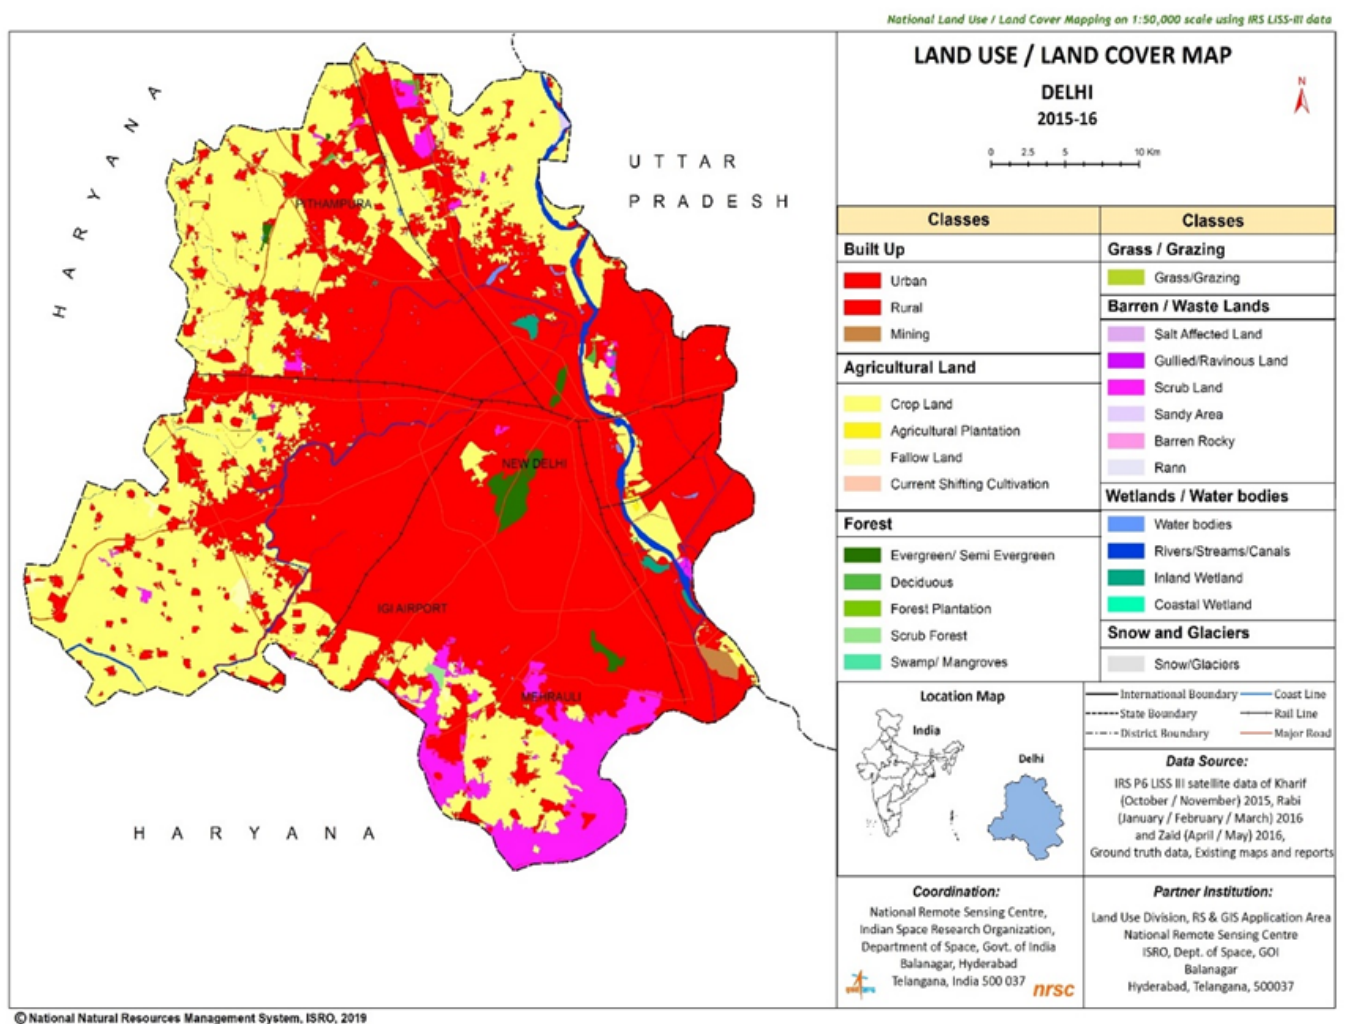 National Land Use / Land Cover Mapping on 1:50,000 scale using IRS LISS-III data
LAND USE / LAND COVER MAP
DELHI
2015-16
N
0 2.5 5 10 Km
HARYANA
UTTAR
PRADESH
PITHAMPURA
NEW DELHI
IGI AIRPORT
MEHRAULI
HARYANA
Classes
Built Up
Urban
Rural
Mining
Agricultural Land
Crop Land
Agricultural Plantation
Fallow Land
Current Shifting Cultivation
Forest
Evergreen/ Semi Evergreen
Deciduous
Forest Plantation
Scrub Forest
Swamp/ Mangroves
Classes
Grass / Grazing
Grass/Grazing
Barren / Waste Lands
Salt Affected Land
Gullied/Ravinous Land
Scrub Land
Sandy Area
Barren Rocky
Rann
Wetlands / Water bodies
Water bodies
Rivers/Streams/Canals
Inland Wetland
Coastal Wetland
Snow and Glaciers
Snow/Glaciers
Location Map
India
Delhi
International Boundary
Coast Line
State Boundary
Rail Line
District Boundary
Major Road
Data Source:
IRS P6 LISS III satellite data of Kharif
(October / November) 2015, Rabi
(January / February / March) 2016
and Zaid (April / May) 2016,
Ground truth data, Existing maps and reports
Coordination:
National Remote Sensing Centre,
Indian Space Research Organization,
Department of Space, Govt. of India
Balanagar, Hyderabad
Telangana, India 500 037
nrsc
Partner Institution:
Land Use Division, RS & GIS Application Area
National Remote Sensing Centre
ISRO, Dept. of Space, GOI
Balanagar
Hyderabad, Telangana, 500037
© National Natural Resources Management System, ISRO, 2019